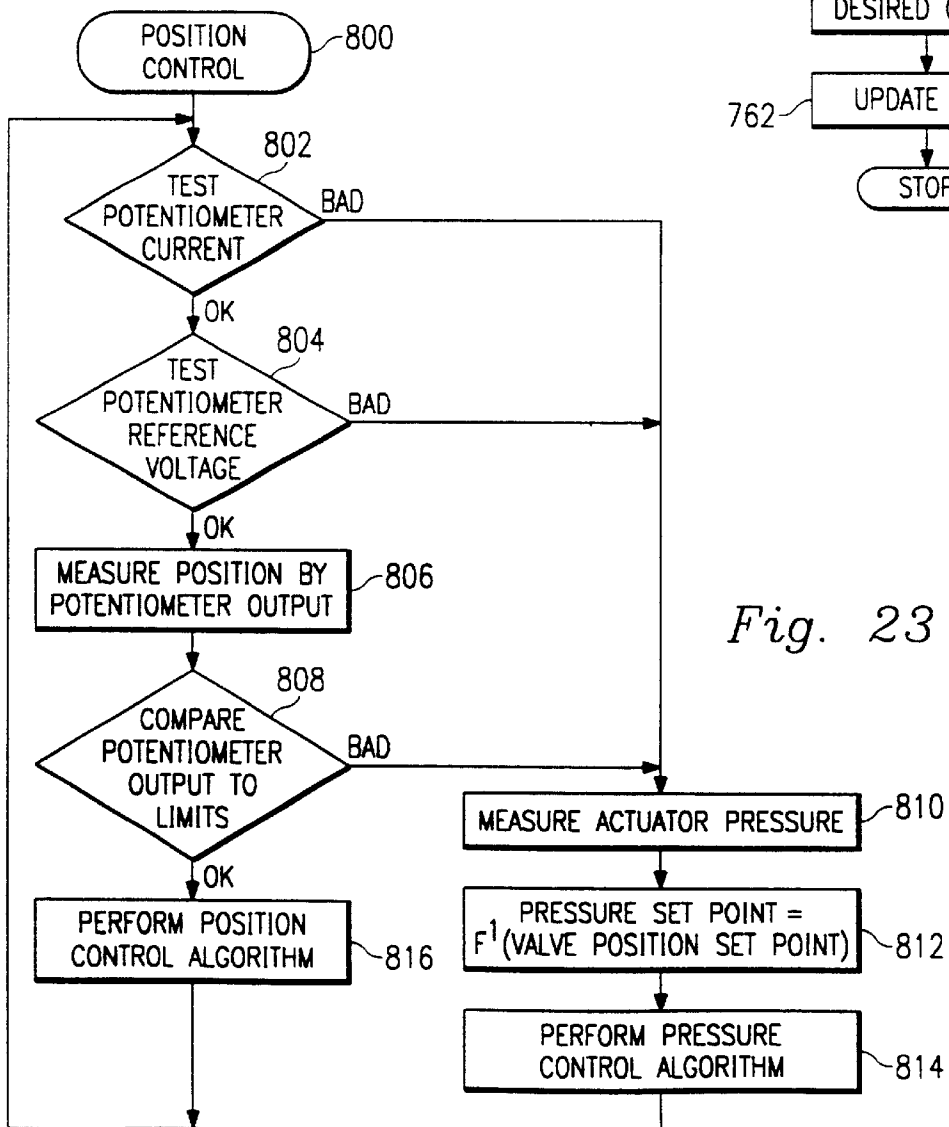 POSITION
CONTROL
800
802
TEST
POTENTIOMETER
CURRENT
BAD
OK
804
TEST
POTENTIOMETER
REFERENCE
VOLTAGE
BAD
OK
MEASURE POSITION BY
POTENTIOMETER OUTPUT
806
808
COMPARE
POTENTIOMETER
OUTPUT TO
LIMITS
BAD
OK
PERFORM POSITION
CONTROL ALGORITHM
816
MEASURE ACTUATOR PRESSURE
810
PRESSURE SET POINT =
F¹(VALVE POSITION SET POINT)
812
PERFORM PRESSURE
CONTROL ALGORITHM
814
DESIRED
762
UPDATE
Fig. 23